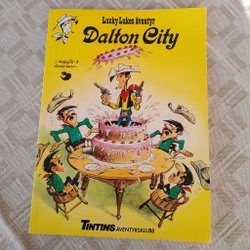 Lucky Lukes äventyr
Dalton City
TINTINS ÄVENTYRSKLUBB